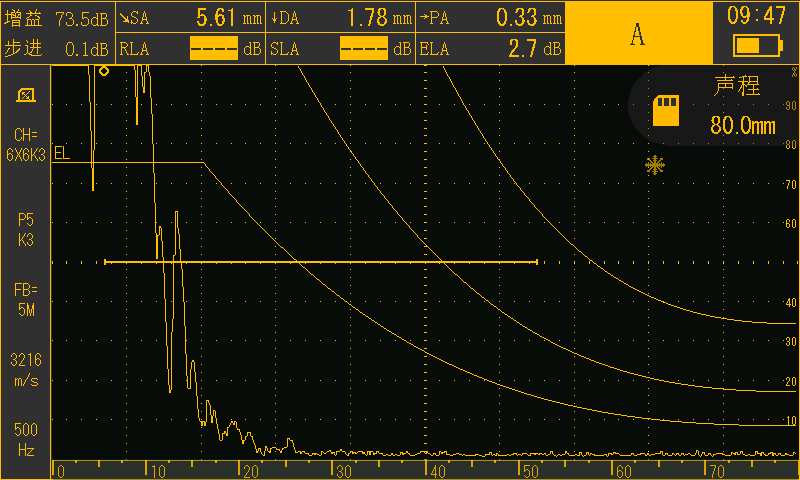 增益 73.5dB ↘SA 5.61 mm ↓DA 1.78 mm →PA 0.33 mm A 09:47
步进 0.1dB RLA ---- dB SLA ---- dB ELA 2.7 dB
声程
80.0mm
%
CH=
6X6K3
EL
P5
K3
FB=
5M
3216
m/s
500
Hz
90
80
70
60
50
40
30
20
10
0 10 20 30 40 50 60 70